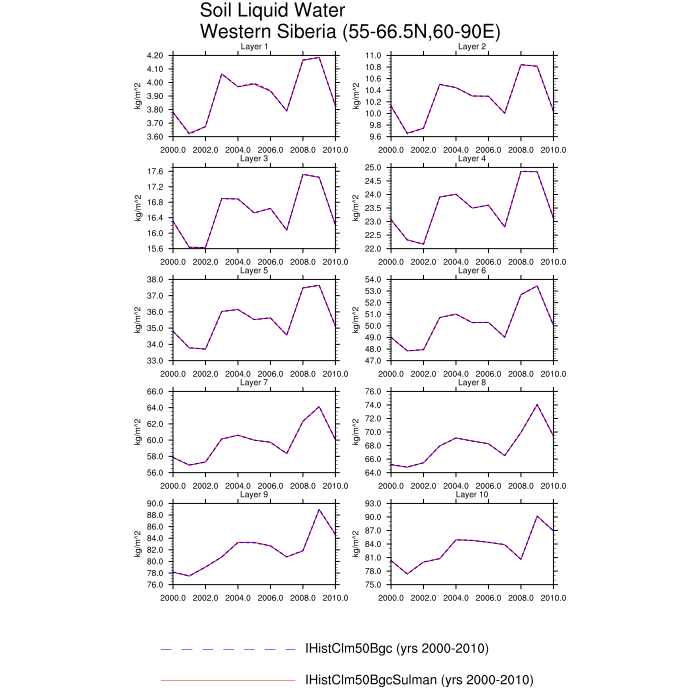 Soil Liquid Water
Western Siberia (55-66.5N,60-90E)
Layer 1
4.20
4.00
3.90
3.80
3.70
3.60
kg/m^2
2000.0 2002.0 2004.0 2006.0 2008.0 2010.0
Layer 2
11.0
10.8
10.6
10.4
10.2
10.0
9.8
9.6
kg/m^2
2000.0 2002.0 2004.0 2006.0 2008.0 2010.0
Layer 3
17.6
17.2
16.8
16.4
16.0
15.6
kg/m^2
2000.0 2002.0 2004.0 2006.0 2008.0 2010.0
Layer 4
25.0
24.5
24.0
23.5
23.0
22.5
22.0
kg/m^2
2000.0 2002.0 2004.0 2006.0 2008.0 2010.0
Layer 5
38.0
37.0
36.0
35.0
34.0
33.0
kg/m^2
2000.0 2002.0 2004.0 2006.0 2008.0 2010.0
Layer 6
54.0
53.0
52.0
51.0
50.0
49.0
48.0
47.0
kg/m^2
2000.0 2002.0 2004.0 2006.0 2008.0 2010.0
Layer 7
66.0
64.0
62.0
60.0
58.0
56.0
kg/m^2
2000.0 2002.0 2004.0 2006.0 2008.0 2010.0
Layer 8
76.0
74.0
72.0
70.0
68.0
66.0
64.0
kg/m^2
2000.0 2002.0 2004.0 2006.0 2008.0 2010.0
Layer 9
90.0
88.0
86.0
84.0
82.0
80.0
78.0
76.0
kg/m^2
2000.0 2002.0 2004.0 2006.0 2008.0 2010.0
Layer 10
93.0
90.0
87.0
84.0
81.0
78.0
75.0
kg/m^2
2000.0 2002.0 2004.0 2006.0 2008.0 2010.0
IHistClm50Bgc (yrs 2000-2010)
IHistClm50BgcSulman (yrs 2000-2010)